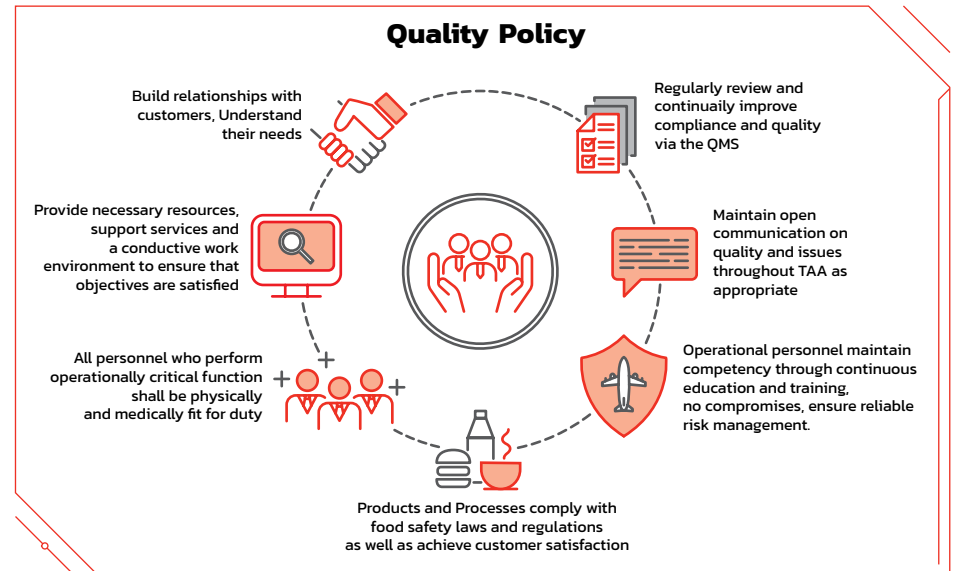 Quality Policy
Build relationships with
customers, Understand
their needs
Regularly review and
continuaily improve
compliance and quality
via the QMS
Provide necessary resources,
support services and
a conductive work
environment to ensure that
objectives are satisfied
Maintain open
communication on
quality and issues
throughout TAA as
appropriate
All personnel who perform
operationally critical function
shall be physically
and medically fit for duty
Operational personnel maintain
competency through continuous
education and training,
no compromises, ensure reliable
risk management.
Products and Processes comply with
food safety laws and regulations
as well as achieve customer satisfaction